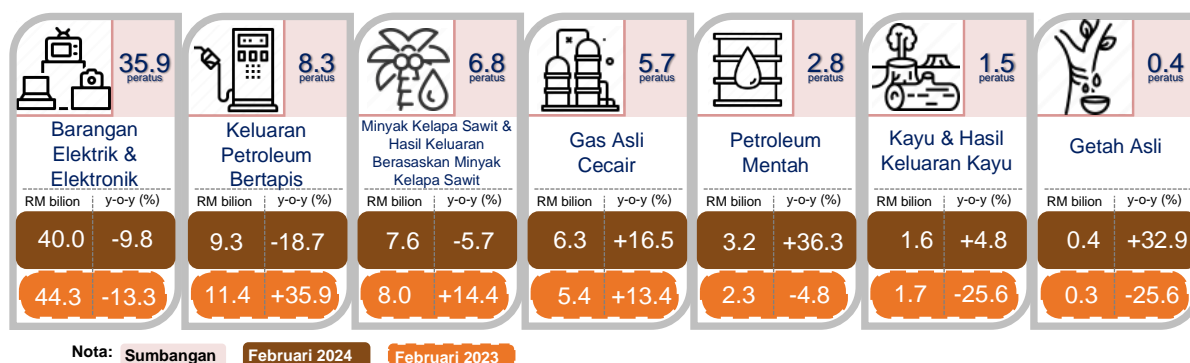 35.9
peratus
Barangan
Elektrik &
Elektronik
RM bilion y-o-y (%)
40.0 -9.8
44.3 -13.3
8.3
peratus
Keluaran
Petroleum
Bertapis
RM bilion y-o-y (%)
9.3 -18.7
11.4 +35.9
6.8
peratus
Minyak Kelapa Sawit &
Hasil Keluaran
Berasaskan Minyak
Kelapa Sawit
RM bilion y-o-y (%)
7.6 -5.7
8.0 +14.4
5.7
peratus
Gas Asli
Cecair
RM bilion y-o-y (%)
6.3 +16.5
5.4 +13.4
2.8
peratus
Petroleum
Mentah
RM bilion y-o-y (%)
3.2 +36.3
2.3 -4.8
1.5
peratus
Kayu & Hasil
Keluaran Kayu
RM bilion y-o-y (%)
1.6 +4.8
1.7 -25.6
0.4
peratus
Getah Asli
RM bilion y-o-y (%)
0.4 +32.9
0.3 -25.6
Nota: Sumbangan Februari 2024 Februari 2023